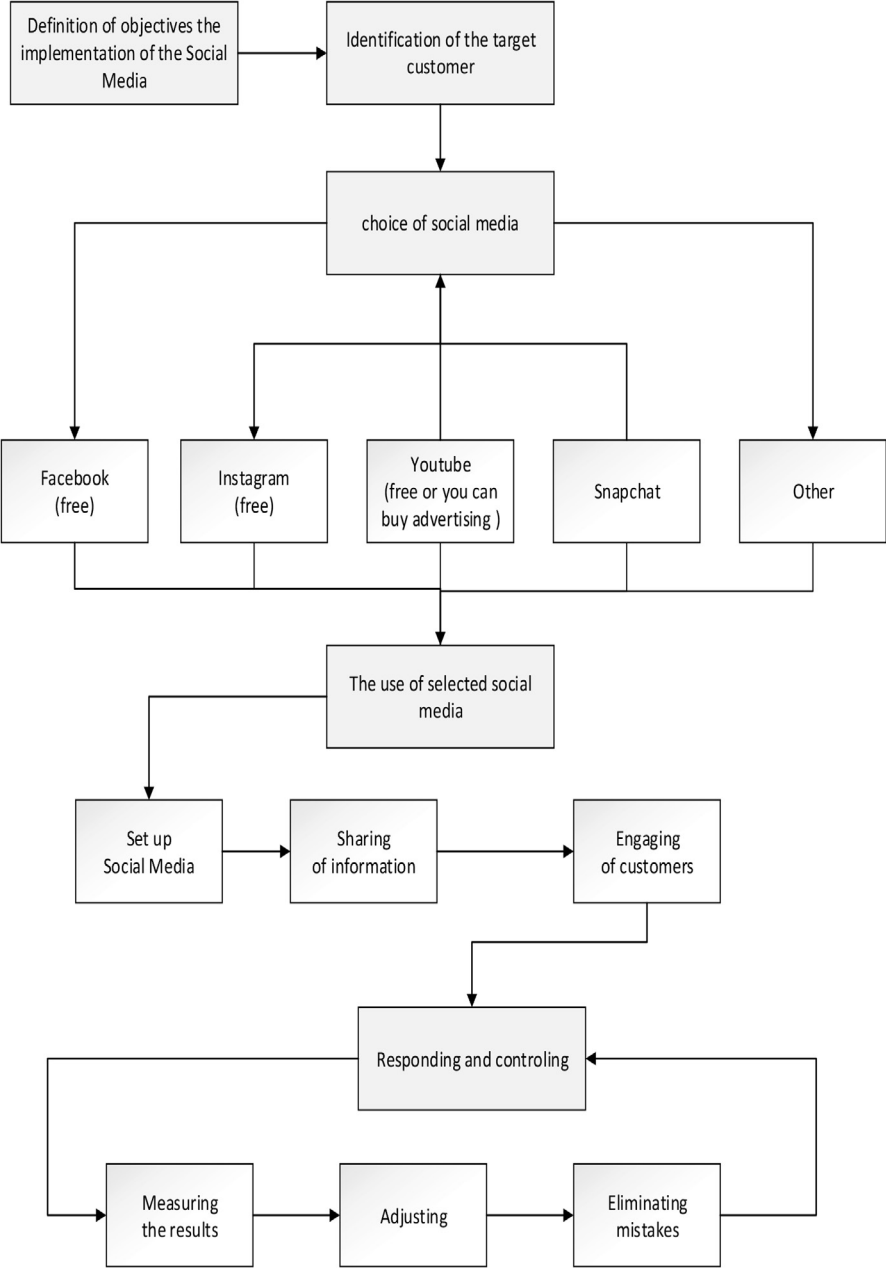 Definition of objectives the
implementation of the Social
Media
Identification of the target
customer
choice of social media
Facebook
(free)
Instagram
(free)
Youtube
(free or you can
buy advertising )
Snapchat
Other
The use of selected social
media
Set up
Social Media
Sharing
of information
Engaging
of customers
Responding and controling
Measuring
the results
Adjusting
Eliminating
mistakes